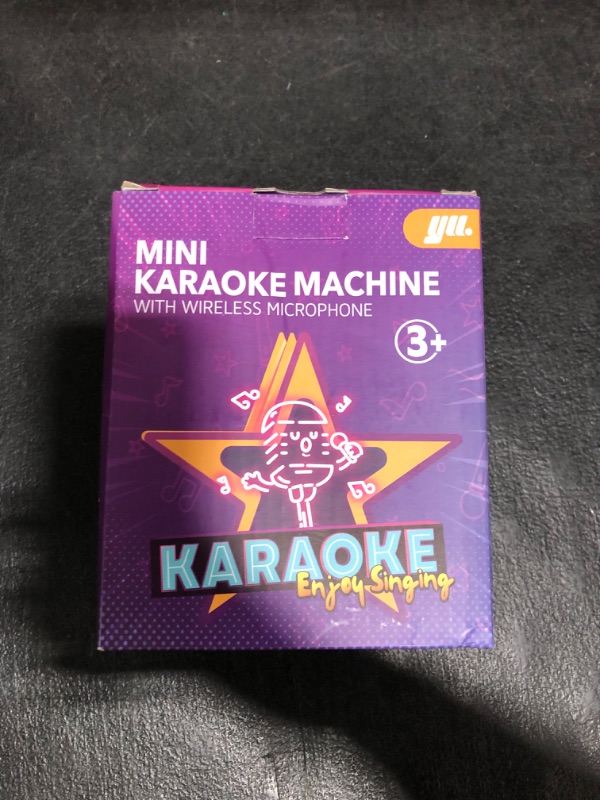 yu.
MINI
KARAOKE MACHINE
WITH WIRELESS MICROPHONE
3+
KARAOKE
Enjoy Singing